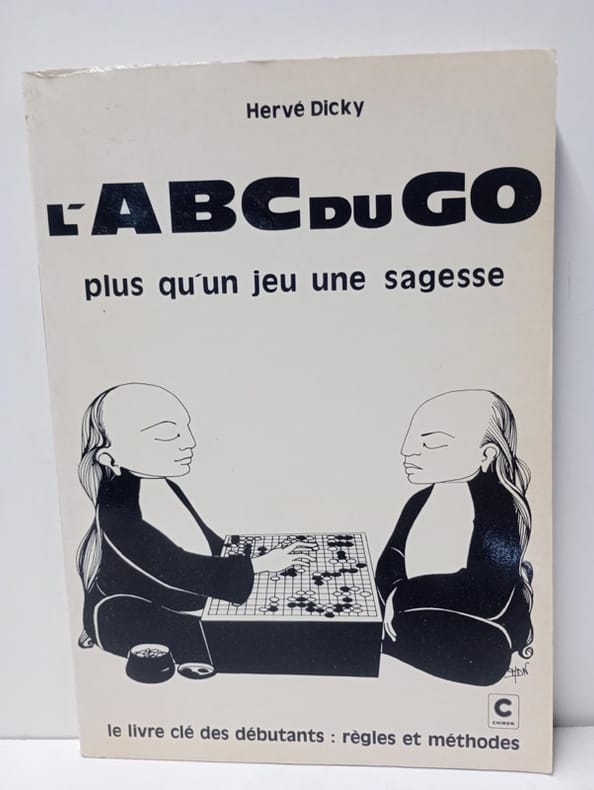 Hervé Dicky
L'ABC DU GO
plus qu'un jeu une sagesse
C
CHIRON
le livre clé des débutants : règles et méthodes